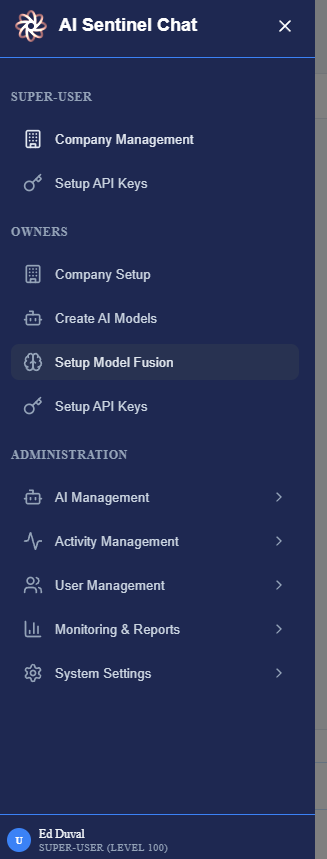 AI Sentinel Chat
SUPER-USER
Company Management
Setup API Keys
OWNERS
Company Setup
Create AI Models
Setup Model Fusion
Setup API Keys
ADMINISTRATION
AI Management
Activity Management
User Management
Monitoring & Reports
System Settings
U
Ed Duval
SUPER-USER (LEVEL 100)